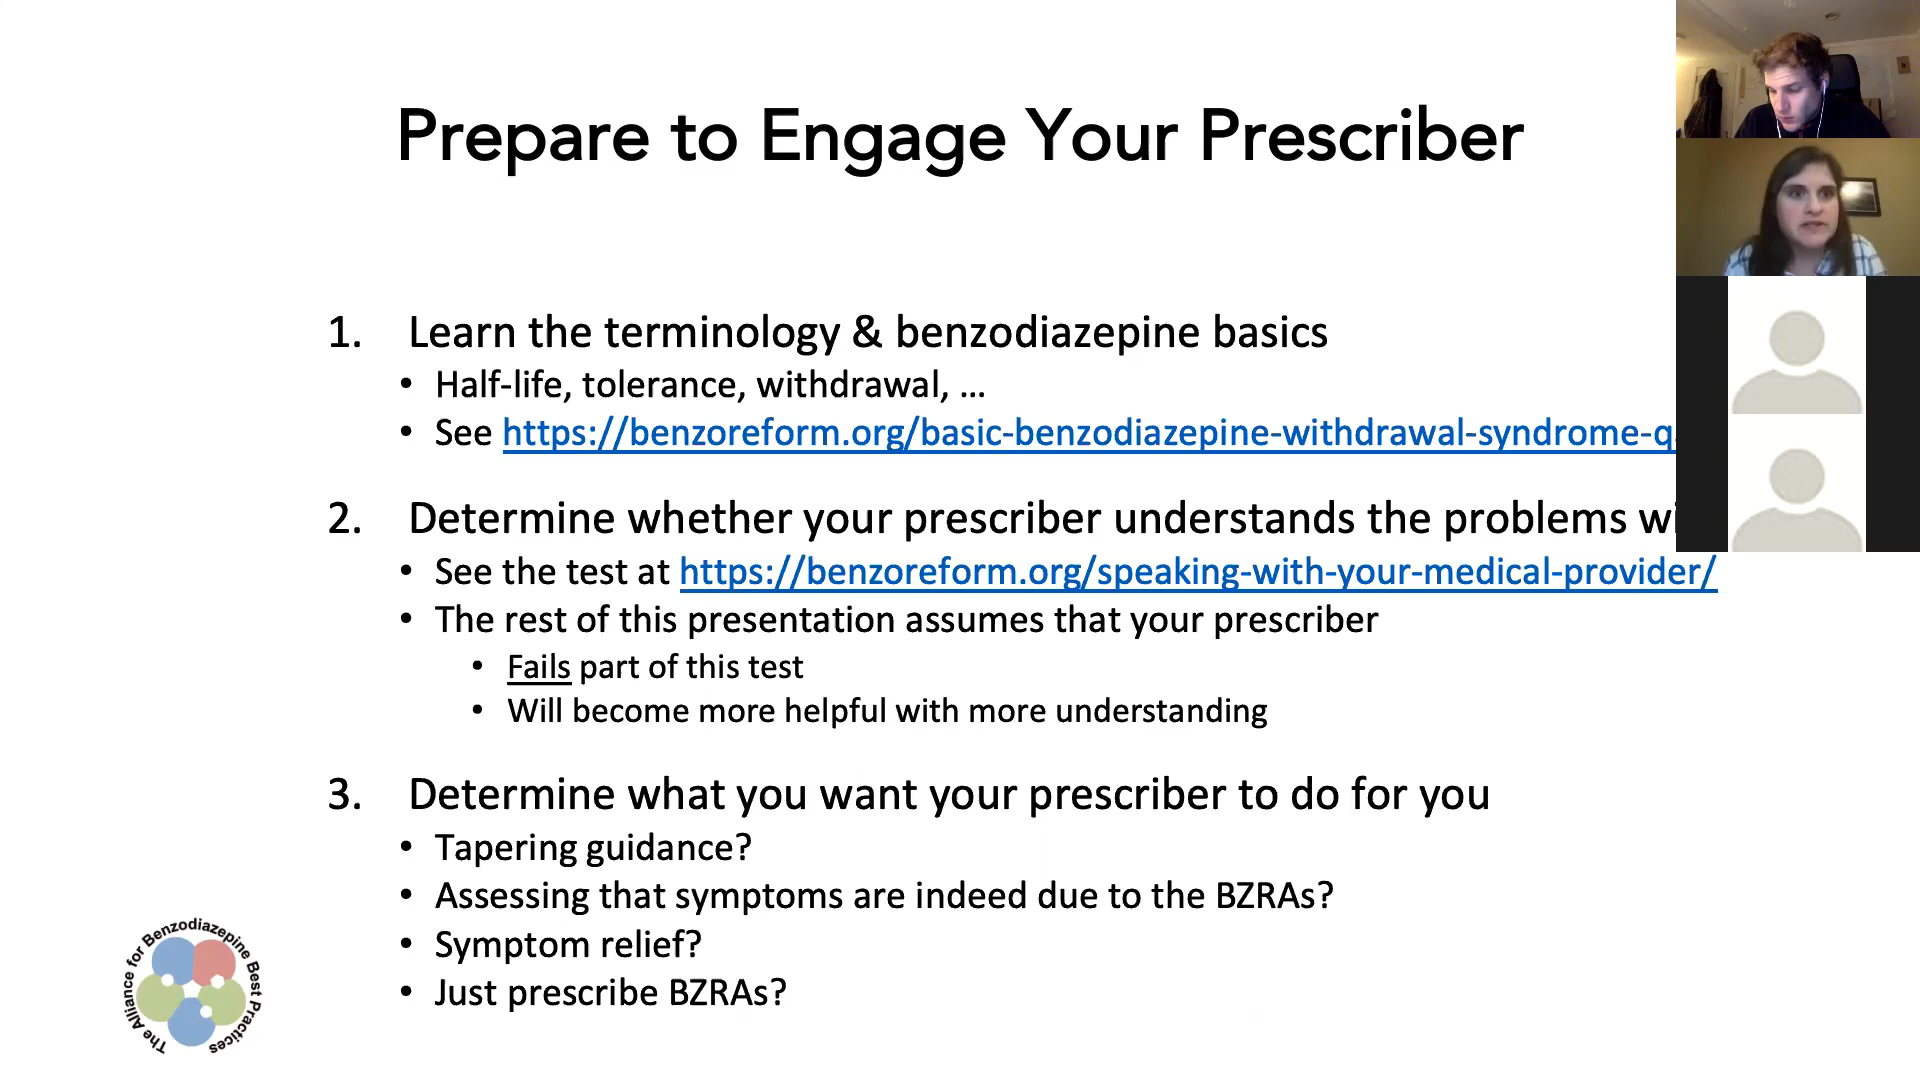 Prepare to Engage Your Prescriber
1. Learn the terminology & benzodiazepine basics
• Half-life, tolerance, withdrawal, ...
• See https://benzoreform.org/basic-benzodiazepine-withdrawal-syndrome-q
2. Determine whether your prescriber understands the problems wi
• See the test at https://benzoreform.org/speaking-with-your-medical-provider/
• The rest of this presentation assumes that your prescriber
• Fails part of this test
• Will become more helpful with more understanding
3. Determine what you want your prescriber to do for you
• Tapering guidance?
• Assessing that symptoms are indeed due to the BZRAs?
• Symptom relief?
• Just prescribe BZRAs?
The Alliance for Benzodiazepine Best Practices